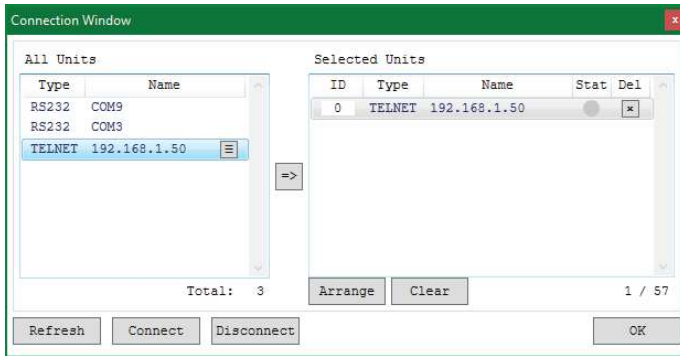 Connection Window x
All Units
Type Name
RS232 COM9
RS232 COM3
TELNET 192.168.1.50
Total: 3
=>
Selected Units
ID Type Name Stat Del
0 TELNET 192.168.1.50 x
Arrange Clear 1 / 57
Refresh Connect Disconnect OK